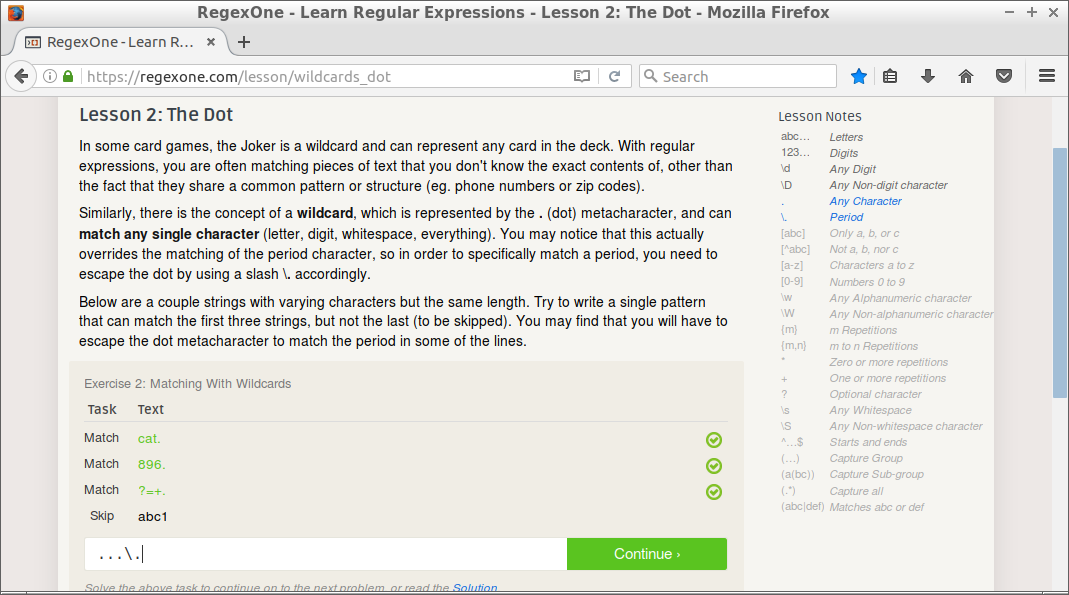 RegexOne - Learn Regular Expressions - Lesson 2: The Dot - Mozilla Firefox
RegexOne - Learn R...
https://regexone.com/lesson/wildcards_dot
Search
Lesson 2: The Dot
In some card games, the Joker is a wildcard and can represent any card in the deck. With regular
expressions, you are often matching pieces of text that you don't know the exact contents of, other than
the fact that they share a common pattern or structure (eg. phone numbers or zip codes).
Similarly, there is the concept of a wildcard, which is represented by the . (dot) metacharacter, and can
match any single character (letter, digit, whitespace, everything). You may notice that this actually
overrides the matching of the period character, so in order to specifically match a period, you need to
escape the dot by using a slash \. accordingly.
Below are a couple strings with varying characters but the same length. Try to write a single pattern
that can match the first three strings, but not the last (to be skipped). You may find that you will have to
escape the dot metacharacter to match the period in some of the lines.
Exercise 2: Matching With Wildcards
Task Text
Match cat.
Match 896.
Match ?=+.
Skip abc1
...\.
Continue ›
Solve the above task to continue on to the next problem, or read the Solution.
Lesson Notes
abc… Letters
123… Digits
\d Any Digit
\D Any Non-digit character
. Any Character
\. Period
[abc] Only a, b, or c
[^abc] Not a, b, nor c
[a-z] Characters a to z
[0-9] Numbers 0 to 9
\w Any Alphanumeric character
\W Any Non-alphanumeric character
{m} m Repetitions
{m,n} m to n Repetitions
* Zero or more repetitions
+ One or more repetitions
? Optional character
\s Any Whitespace
\S Any Non-whitespace character
^…$ Starts and ends
(…) Capture Group
(a(bc)) Capture Sub-group
(.*) Capture all
(abc|def) Matches abc or def